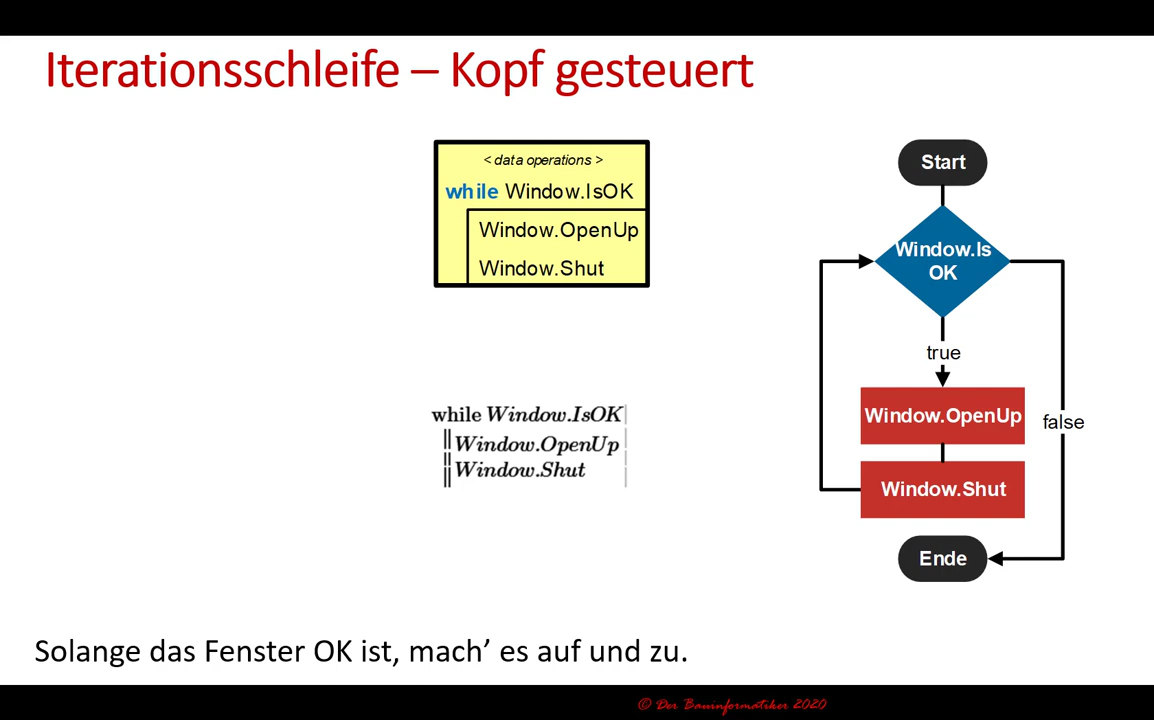 Iterationsschleife – Kopf gesteuert
< data operations >
while Window.IsOK
Window.OpenUp
Window.Shut
while Window.IsOK
Window.OpenUp
Window.Shut
Start
Window.Is
OK
true
Window.OpenUp
false
Window.Shut
Ende
Solange das Fenster OK ist, mach’ es auf und zu.
© Der Bauinformatiker 2020